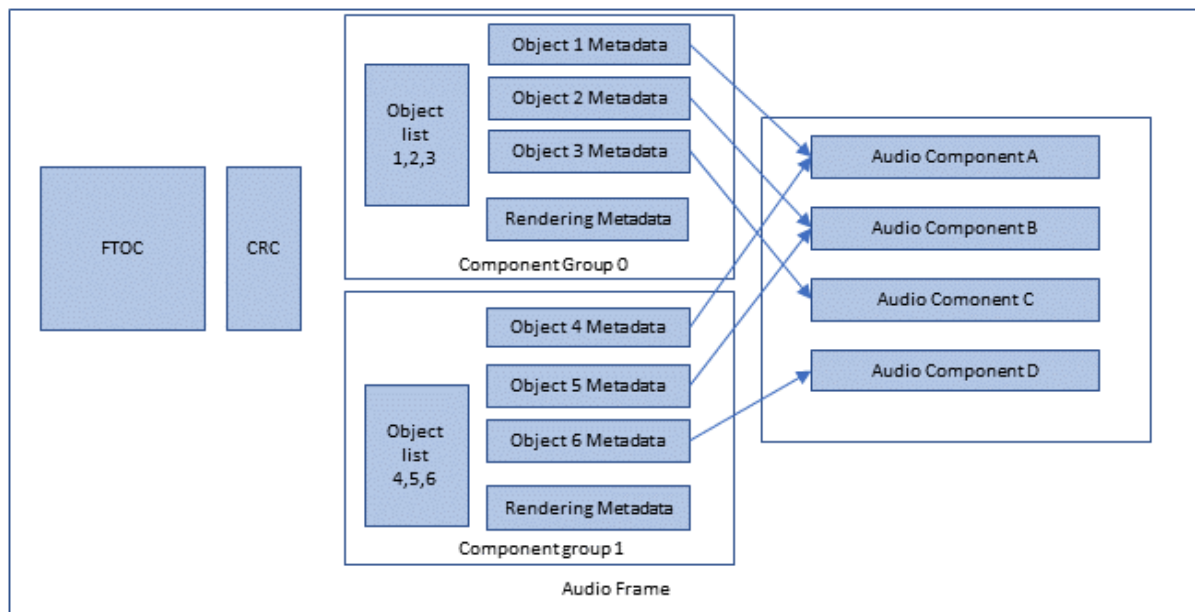 FTOC
CRC
Object
list
1,2,3
Object 1 Metadata
Object 2 Metadata
Object 3 Metadata
Rendering Metadata
Component Group 0
Object
list
4,5,6
Object 4 Metadata
Object 5 Metadata
Object 6 Metadata
Rendering Metadata
Component group 1
Audio Component A
Audio Component B
Audio Comonent C
Audio Component D
Audio Frame